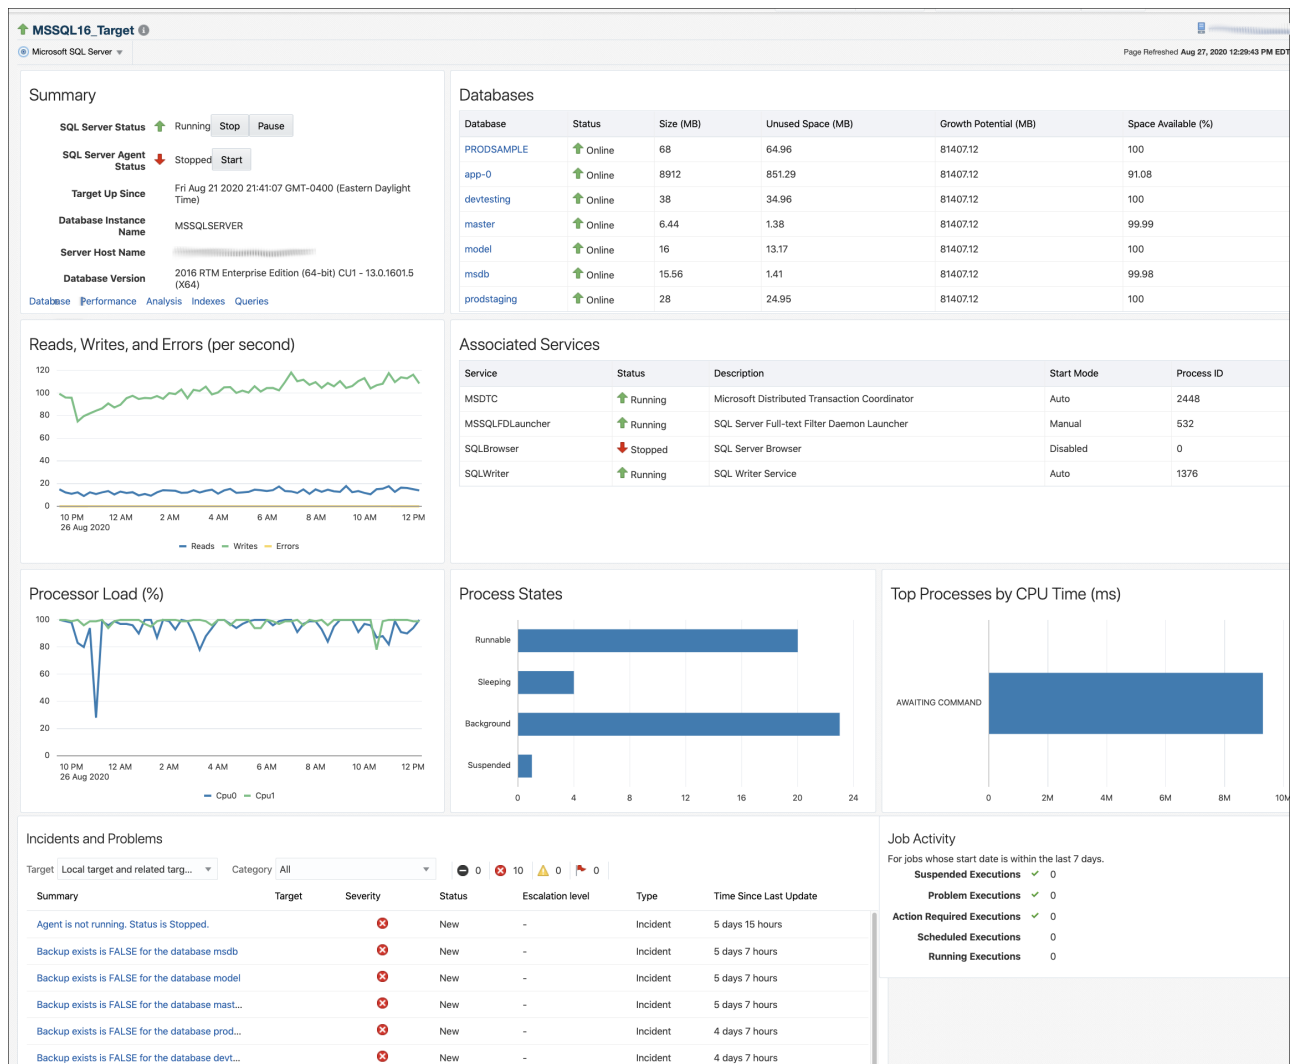 MSSQL16_Target
Microsoft SQL Server
Page Refreshed Aug 27, 2020 12:29:43 PM EDT
Summary
SQL Server Status Running Stop Pause
SQL Server Agent Status Stopped Start
Target Up Since Fri Aug 21 2020 21:41:07 GMT-0400 (Eastern Daylight Time)
Database Instance Name MSSQLSERVER
Server Host Name
Database Version 2016 RTM Enterprise Edition (64-bit) CU1 - 13.0.1601.5 (X64)
Database Performance Analysis Indexes Queries
Databases
Database Status Size (MB) Unused Space (MB) Growth Potential (MB) Space Available (%)
PRODSAMPLE Online 68 64.96 81407.12 100
app-0 Online 8912 851.29 81407.12 91.08
devtesting Online 38 34.96 81407.12 100
master Online 6.44 1.38 81407.12 99.99
model Online 16 13.17 81407.12 100
msdb Online 15.56 1.41 81407.12 99.98
prodstaging Online 28 24.95 81407.12 100
Reads, Writes, and Errors (per second)
120
100
80
60
40
20
0
10 PM 12 AM 2 AM 4 AM 6 AM 8 AM 10 AM 12 PM
26 Aug 2020
Reads Writes Errors
Associated Services
Service Status Description Start Mode Process ID
MSDTC Running Microsoft Distributed Transaction Coordinator Auto 2448
MSSQLFDLauncher Running SQL Server Full-text Filter Daemon Launcher Manual 532
SQLBrowser Stopped SQL Server Browser Disabled 0
SQLWriter Running SQL Writer Service Auto 1376
Processor Load (%)
100
80
60
40
20
0
10 PM 12 AM 2 AM 4 AM 6 AM 8 AM 10 AM 12 PM
26 Aug 2020
Cpu0 Cpu1
Process States
Runnable
Sleeping
Background
Suspended
0 4 8 12 16 20 24
Top Processes by CPU Time (ms)
AWAITING COMMAND
0 2M 4M 6M 8M 10M
Incidents and Problems
Target Local target and related targ... Category All 0 10 0 0
Summary Target Severity Status Escalation level Type Time Since Last Update
Agent is not running. Status is Stopped. New - Incident 5 days 15 hours
Backup exists is FALSE for the database msdb New - Incident 5 days 7 hours
Backup exists is FALSE for the database model New - Incident 5 days 7 hours
Backup exists is FALSE for the database mast... New - Incident 5 days 7 hours
Backup exists is FALSE for the database prod... New - Incident 4 days 7 hours
Backup exists is FALSE for the database devt... New - Incident 4 days 7 hours
Job Activity
For jobs whose start date is within the last 7 days.
Suspended Executions 0
Problem Executions 0
Action Required Executions 0
Scheduled Executions 0
Running Executions 0